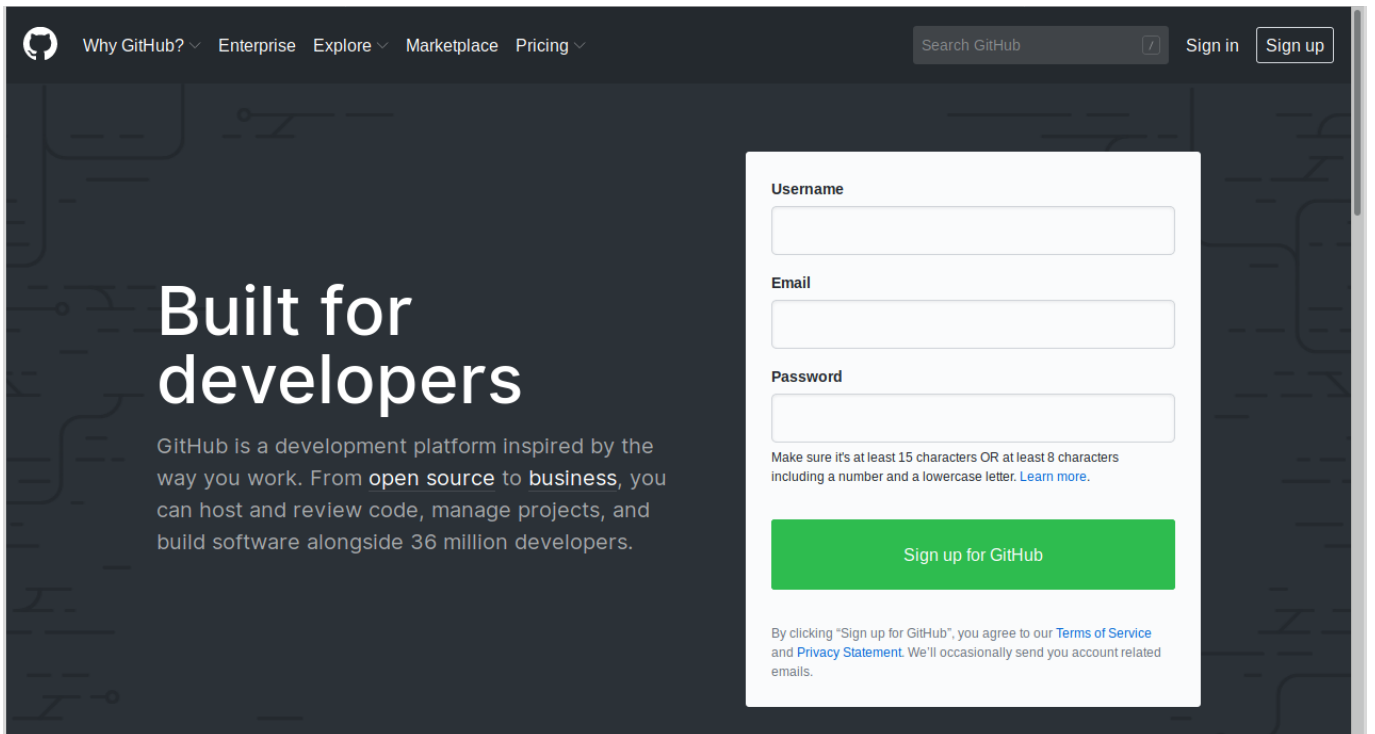 Why GitHub? Enterprise Explore Marketplace Pricing Search GitHub / Sign in Sign up
Built for
developers
GitHub is a development platform inspired by the
way you work. From open source to business, you
can host and review code, manage projects, and
build software alongside 36 million developers.
Username
Email
Password
Make sure it's at least 15 characters OR at least 8 characters
including a number and a lowercase letter. Learn more.
Sign up for GitHub
By clicking “Sign up for GitHub”, you agree to our Terms of Service
and Privacy Statement. We’ll occasionally send you account related
emails.